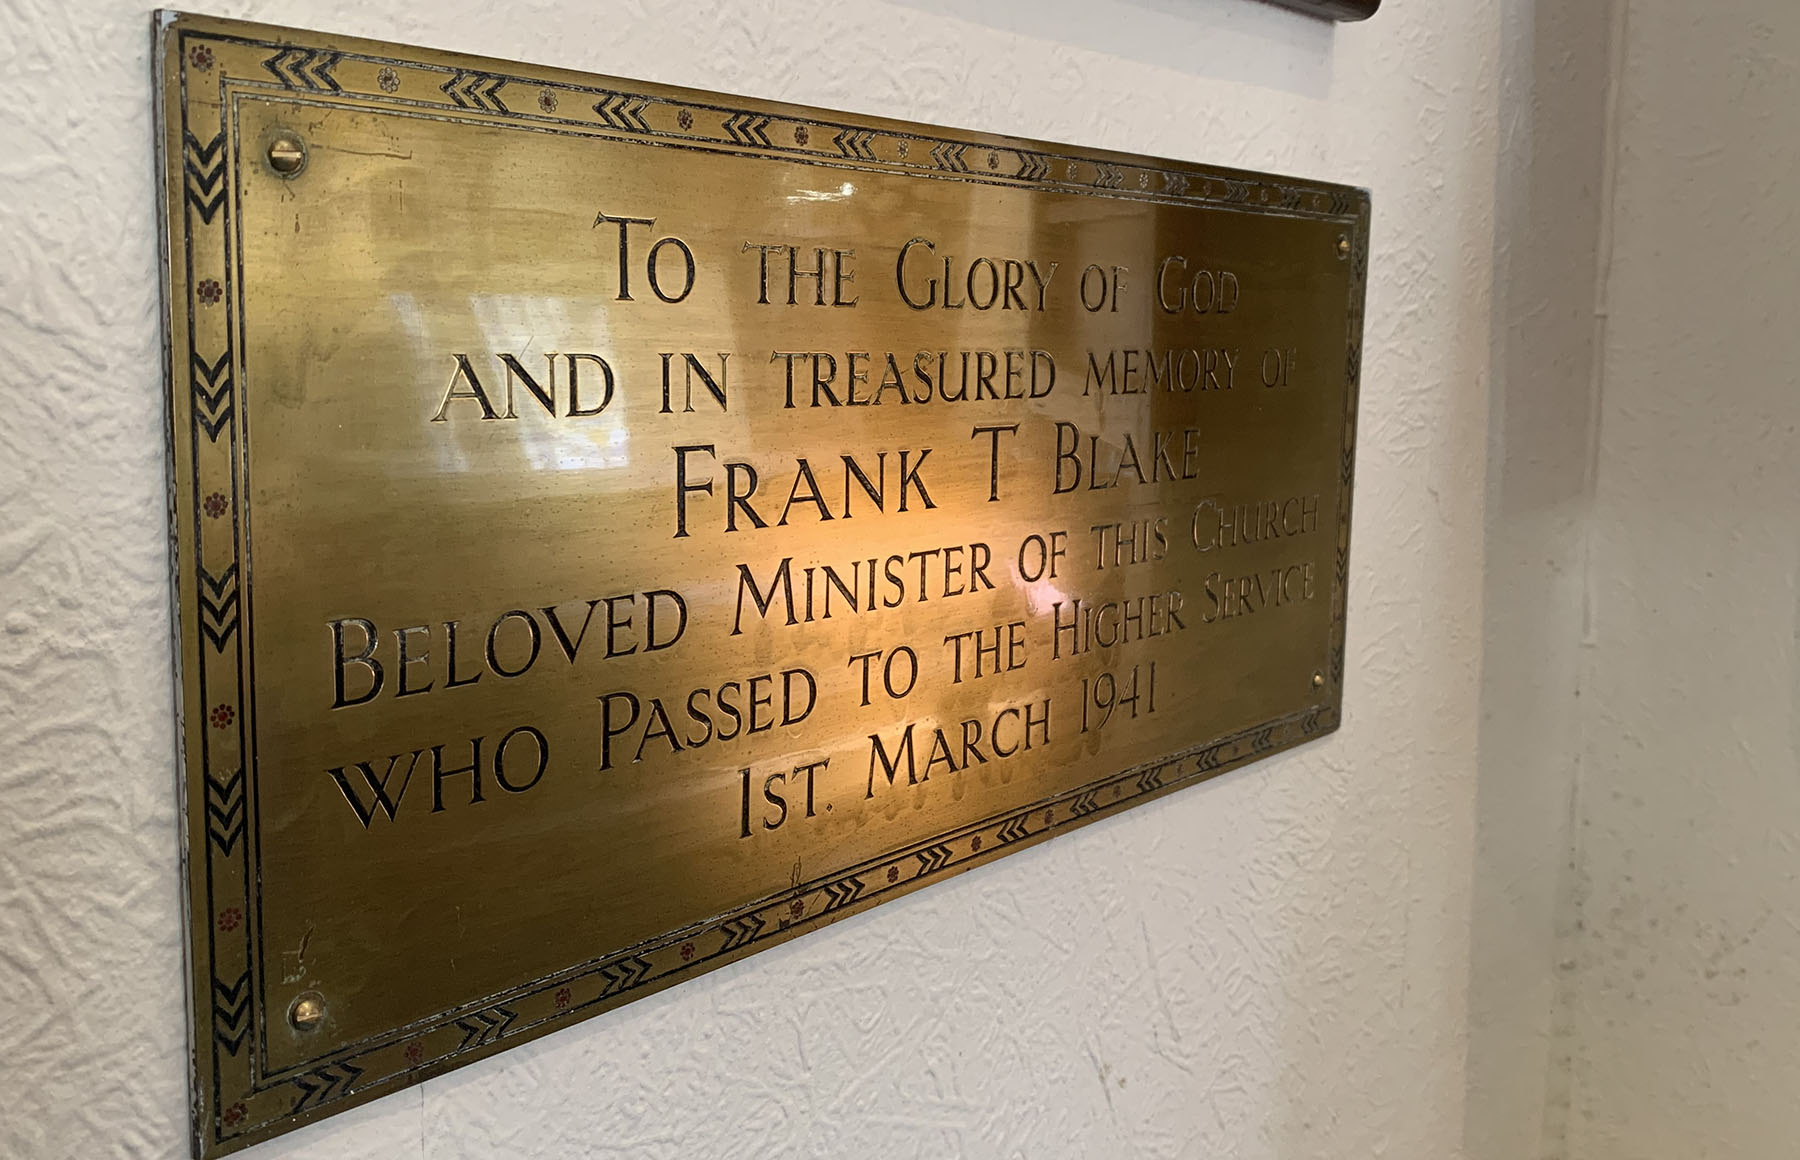 To the Glory of God
and in treasured memory of
Frank T Blake
Beloved Minister of this Church
who Passed to the Higher Service
1st. March 1941